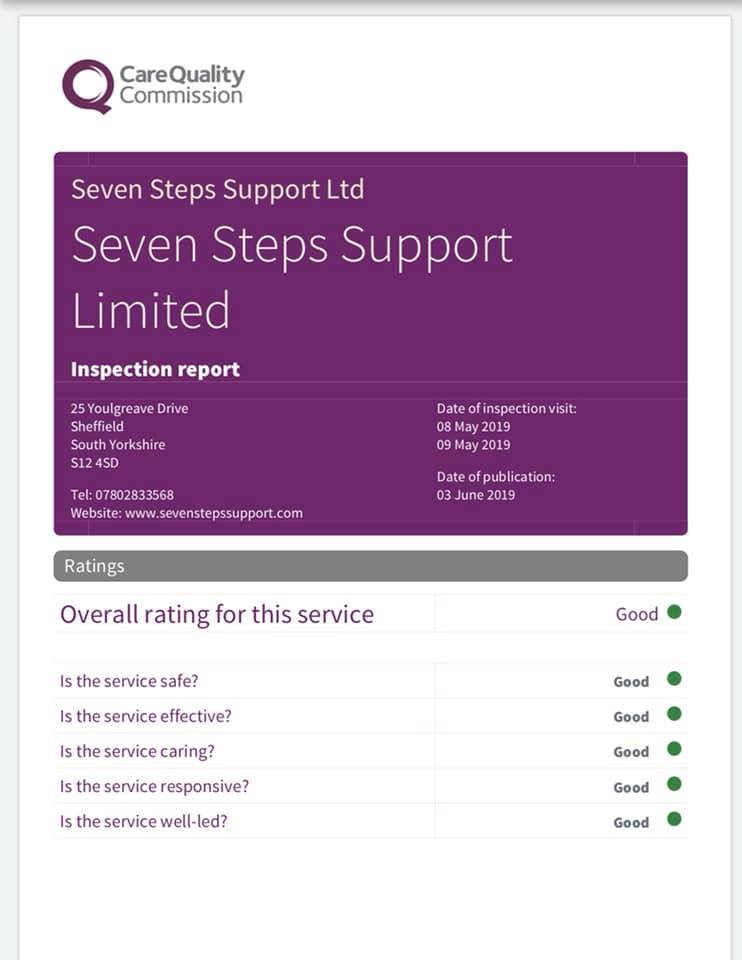 CareQuality
Commission
Seven Steps Support Ltd
Seven Steps Support
Limited
Inspection report
25 Youlgreave Drive
Sheffield
South Yorkshire
S12 4SD
Tel: 07802833568
Website: www.sevenstepssupport.com
Date of inspection visit:
08 May 2019
09 May 2019
Date of publication:
03 June 2019
Ratings
Overall rating for this service Good
Is the service safe? Good
Is the service effective? Good
Is the service caring? Good
Is the service responsive? Good
Is the service well-led? Good